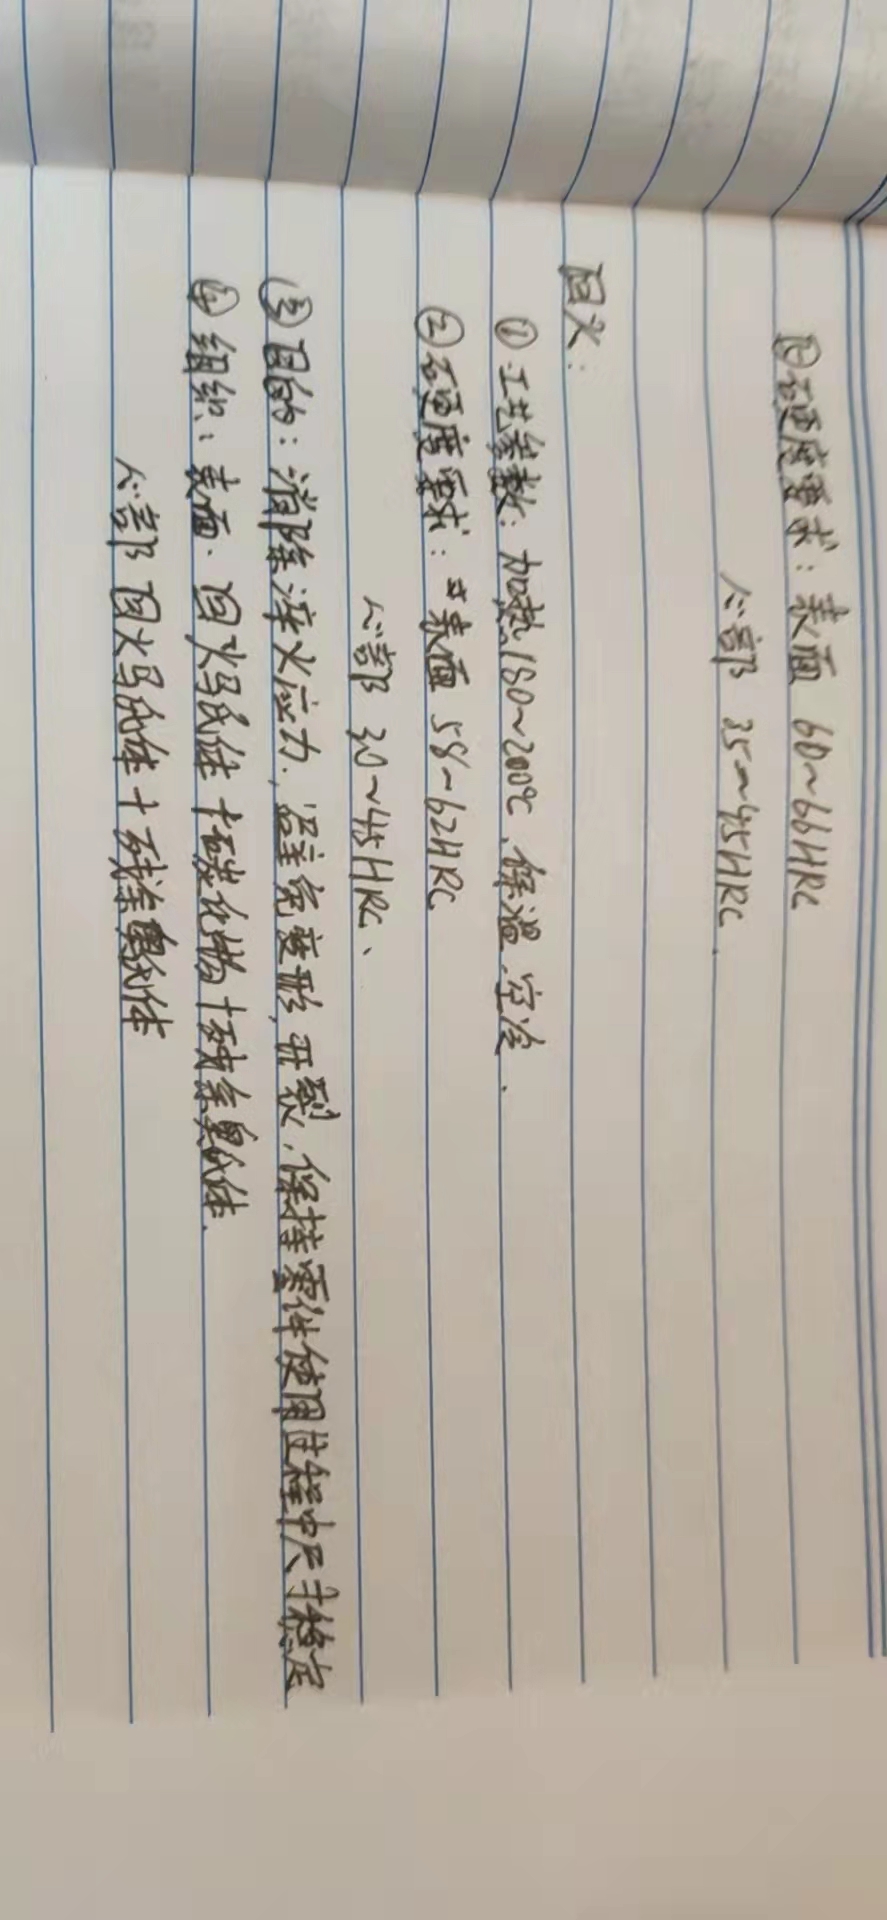 ④硬度要求：表面 60~66HRC
心部 35~45HRC.
回火：
①工艺参数：加热180~200℃、保温、空冷.
②硬度要求：表面 58~62HRC
心部 30~45HRC、
③目的：消除淬火应力，避免变形，开裂、保持零件使用过程中尺寸稳定
④组织：表面. 回火马氏体+碳化物+残余奥氏体.
心部 回火马氏体+残余奥氏体